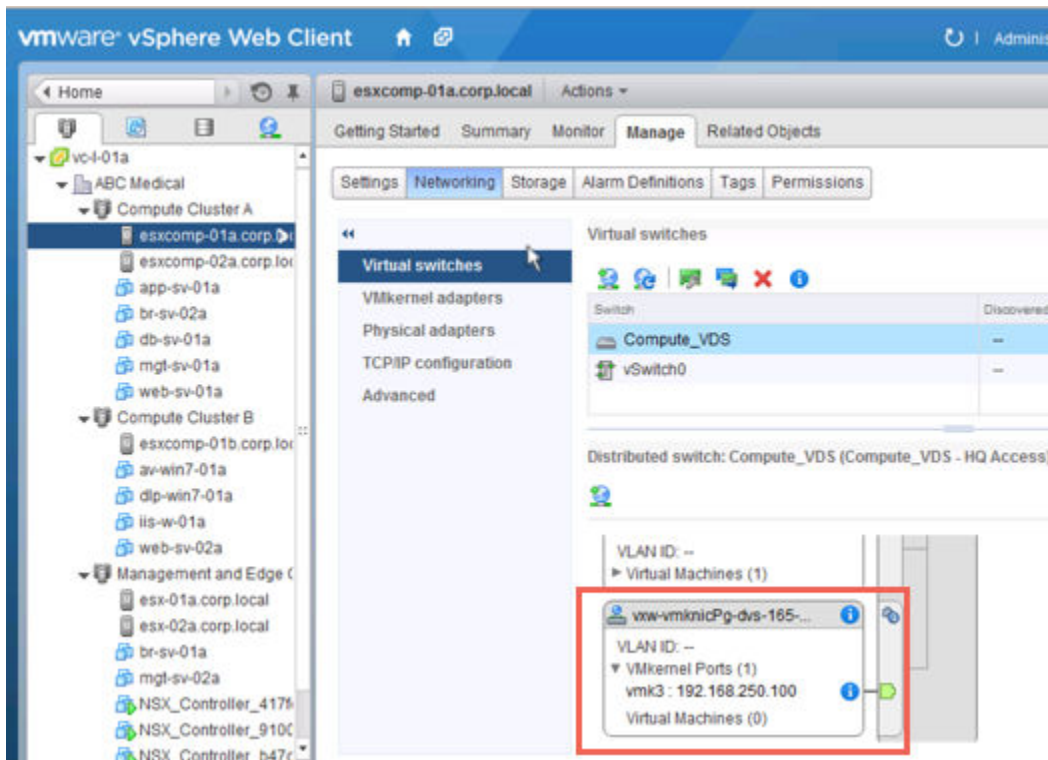 vmware® vSphere Web Client
Adminis
Home
esxcomp-01a.corp.local Actions
Getting Started Summary Monitor Manage Related Objects
vc-l-01a
ABC Medical
Compute Cluster A
esxcomp-01a.corp.
esxcomp-02a.corp.loc
app-sv-01a
br-sv-02a
db-sv-01a
mgt-sv-01a
web-sv-01a
Compute Cluster B
esxcomp-01b.corp.loc
av-win7-01a
dlp-win7-01a
iis-w-01a
web-sv-02a
Management and Edge C
esx-01a.corp.local
esx-02a.corp.local
br-sv-01a
mgt-sv-02a
NSX_Controller_417f
NSX_Controller_910
NSX_Controller_b47
Settings Networking Storage Alarm Definitions Tags Permissions
Virtual switches
VMkernel adapters
Physical adapters
TCP/IP configuration
Advanced
Virtual switches
Switch Discovered
Compute_VDS --
vSwitch0 --
Distributed switch: Compute_VDS (Compute_VDS - HQ Access)
VLAN ID: --
Virtual Machines (1)
vxw-vmknicPg-dvs-165-...
VLAN ID: --
VMkernel Ports (1)
vmk3 : 192.168.250.100
Virtual Machines (0)